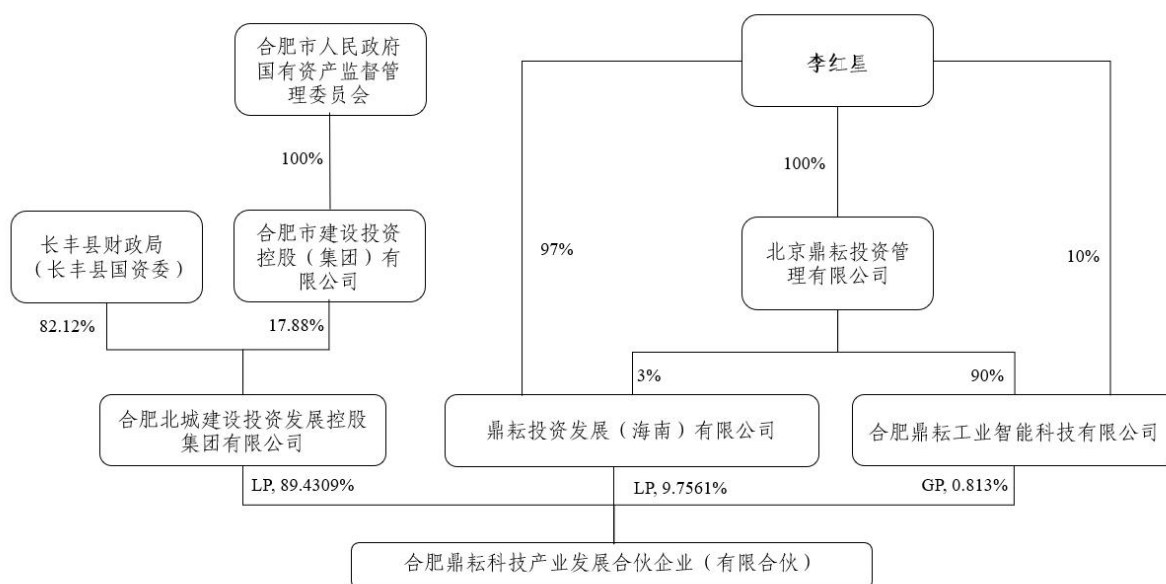 合肥市人民政府
国有资产监督管
理委员会
李红星
100%
100%
长丰县财政局
（长丰县国资委）
合肥市建设投资
控股（集团）有
限公司
97%
北京鼎耘投资管
理有限公司
10%
82.12%
17.88%
3%
90%
合肥北城建设投资发展控股
集团有限公司
鼎耘投资发展（海南）有限公司
合肥鼎耘工业智能科技有限公司
LP, 89.4309%
LP, 9.7561%
GP, 0.813%
合肥鼎耘科技产业发展合伙企业（有限合伙）